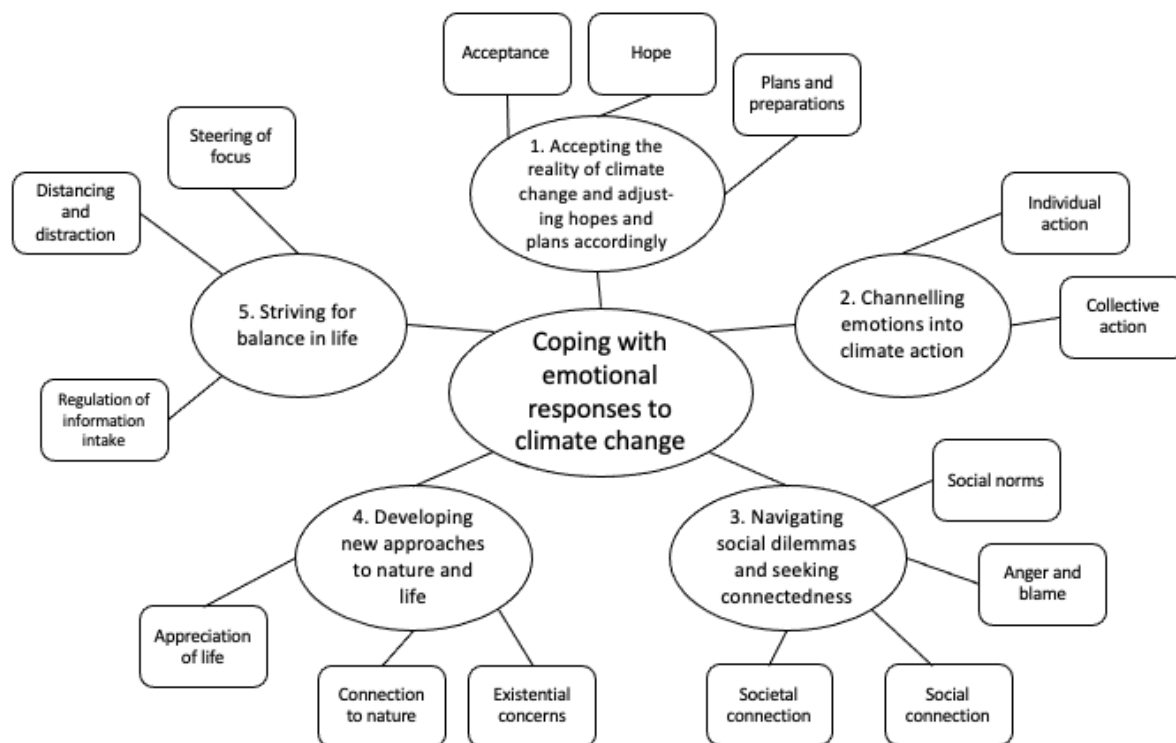 Acceptance
Hope
Plans and
preparations
1. Accepting the
reality of climate
change and adjust-
ing hopes and
plans accordingly
Steering of
focus
Distancing
and
distraction
5. Striving for
balance in life
Regulation of
information
intake
Individual
action
2. Channelling
emotions into
climate action
Collective
action
Coping with
emotional
responses to
climate change
4. Developing
new approaches
to nature and
life
Appreciation
of life
Connection
to nature
Existential
concerns
3. Navigating
social dilemmas
and seeking
connectedness
Social norms
Anger and
blame
Societal
connection
Social
connection